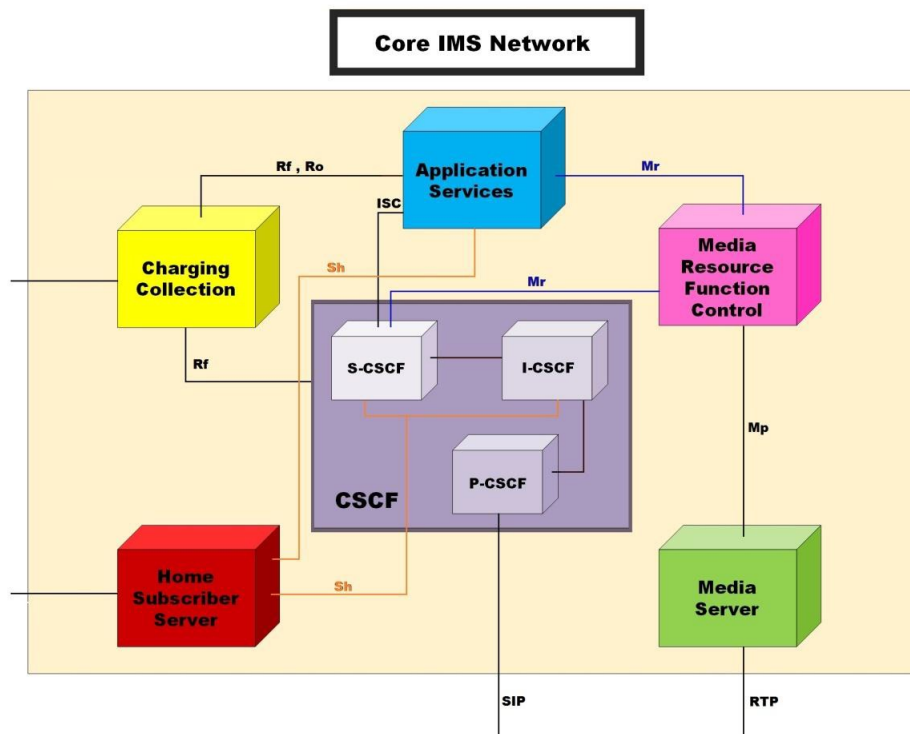 Core IMS Network
Application
Services
Rf , Ro
Mr
ISC
Charging
Collection
Sh
Media
Resource
Function
Control
Mr
Rf
S-CSCF
I-CSCF
P-CSCF
CSCF
Mp
Home
Subscriber
Server
Sh
Media
Server
SIP
RTP